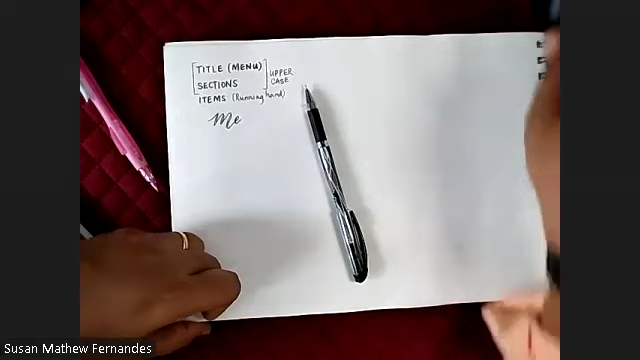 TITLE (MENU)
SECTIONS
UPPER
CASE
ITEMS (Running hand)
Me
Susan Mathew Fernandes